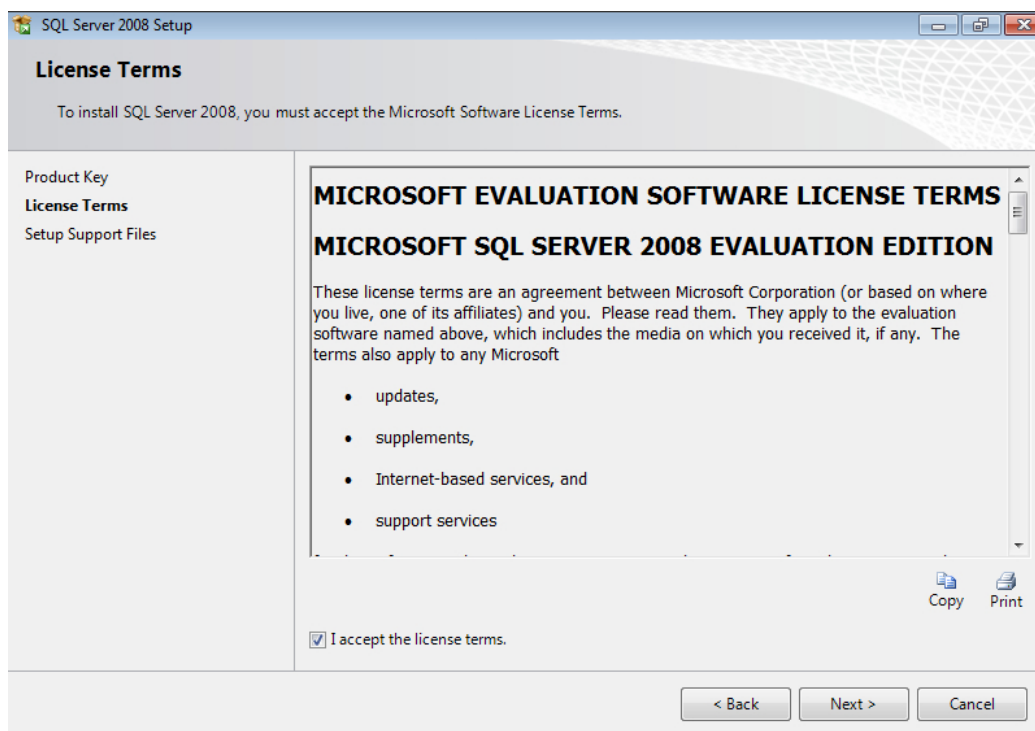 SQL Server 2008 Setup
License Terms
To install SQL Server 2008, you must accept the Microsoft Software License Terms.
Product Key
License Terms
Setup Support Files
MICROSOFT EVALUATION SOFTWARE LICENSE TERMS
MICROSOFT SQL SERVER 2008 EVALUATION EDITION
These license terms are an agreement between Microsoft Corporation (or based on where
you live, one of its affiliates) and you.  Please read them.  They apply to the evaluation
software named above, which includes the media on which you received it, if any.  The
terms also apply to any Microsoft
• updates,
• supplements,
• Internet-based services, and
• support services
Copy Print
I accept the license terms.
< Back Next > Cancel